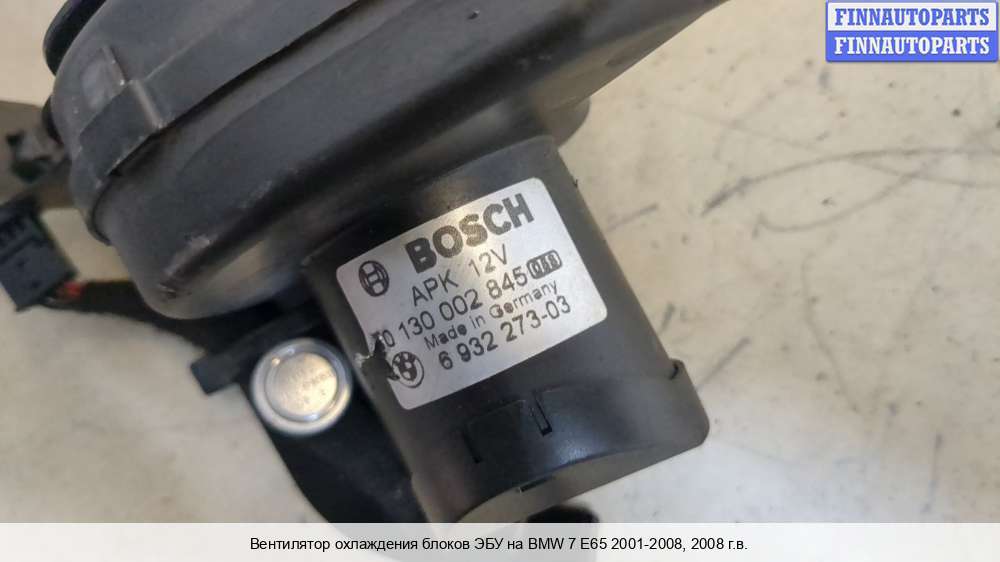 FINNAUTOPARTS
FINNAUTOPARTS
BOSCH
APK 12V
0 130 002 845
Made in Germany
6 932 273-03
Вентилятор охлаждения блоков ЭБУ на BMW 7 E65 2001-2008, 2008 г.в.